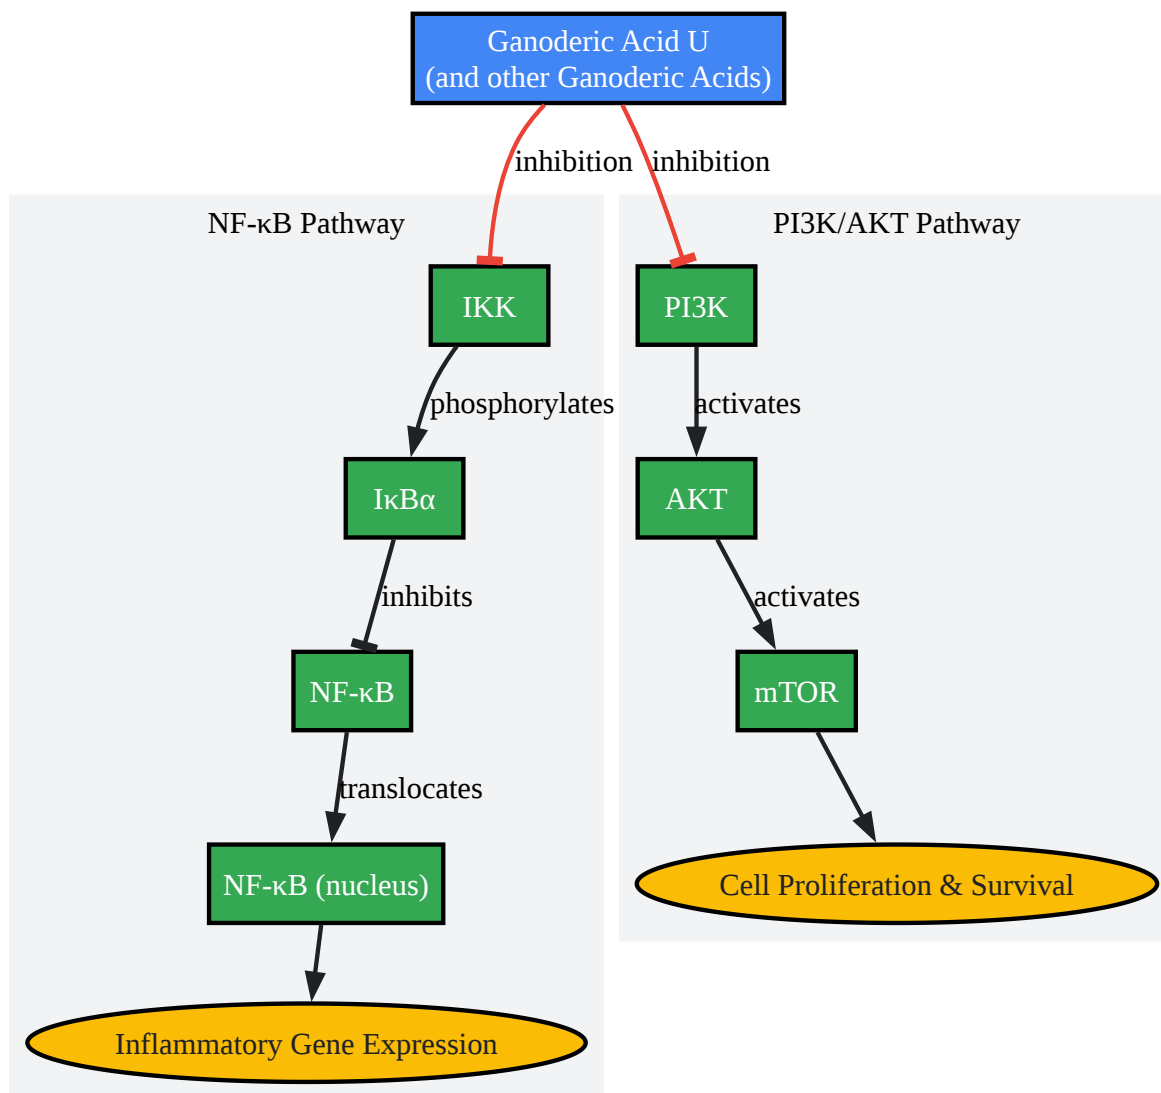 Ganoderic Acid U
(and other Ganoderic Acids)
inhibition
inhibition
NF-κB Pathway
PI3K/AKT Pathway
IKK
PI3K
phosphorylates
activates
IκBα
AKT
inhibits
activates
NF-κB
mTOR
translocates
NF-κB (nucleus)
Cell Proliferation & Survival
Inflammatory Gene Expression